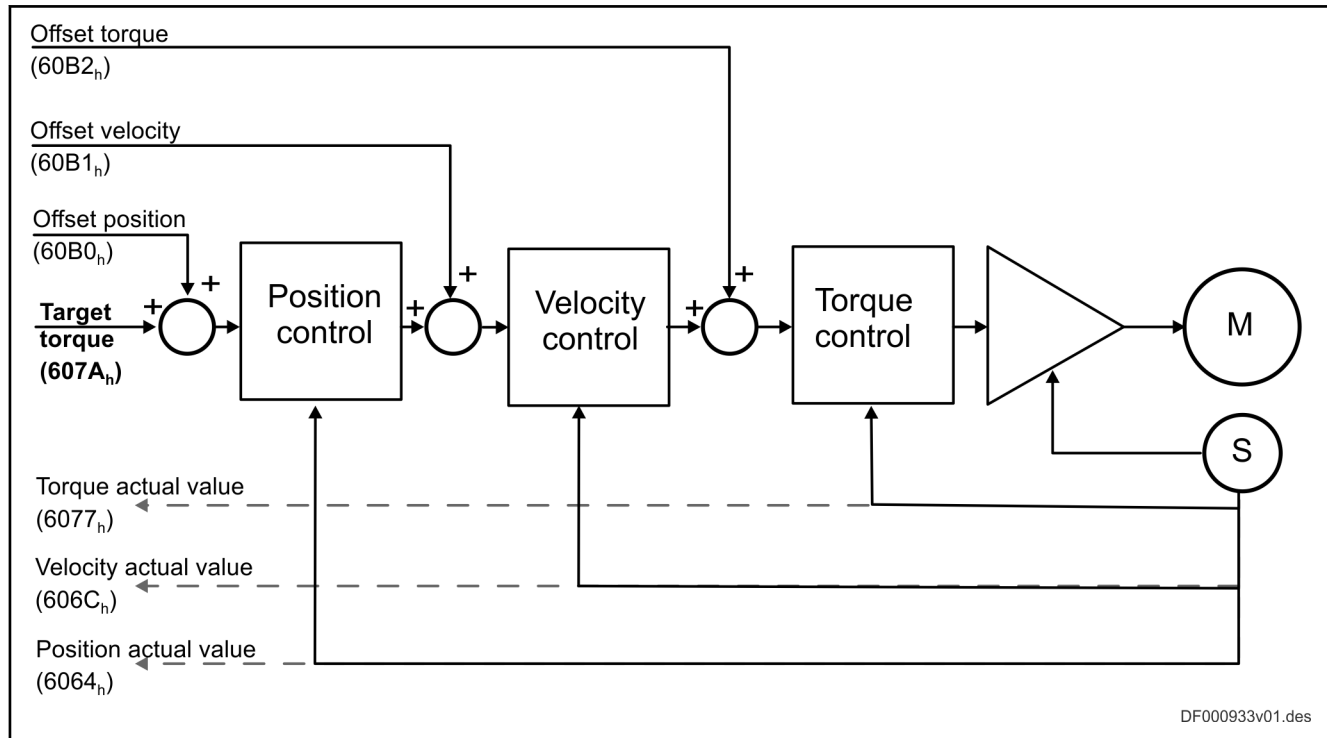 Offset torque
(60B2h)
Offset velocity
(60B1h)
Offset position
(60B0h)
+
+
Target
torque
(607Ah)
Position
control
+
+
Velocity
control
+
+
Torque
control
M
S
Torque actual value
(6077h)
Velocity actual value
(606Ch)
Position actual value
(6064h)
DF000933v01.des